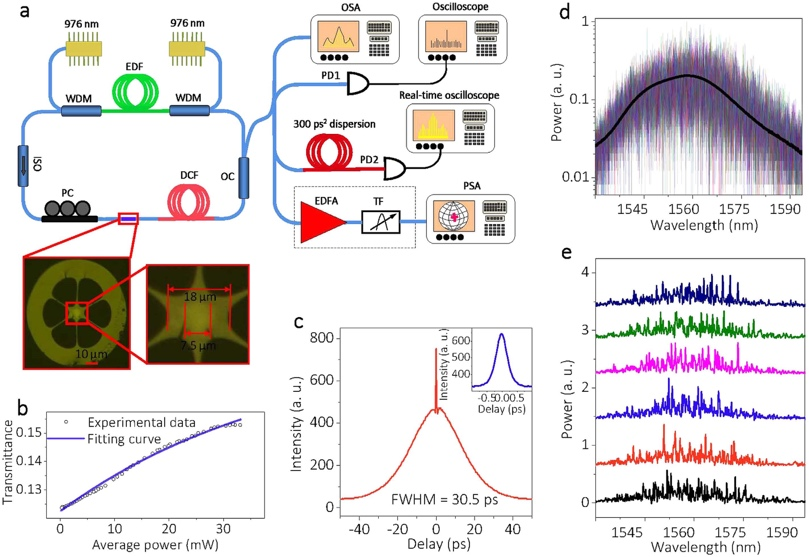 a
976 nm
976 nm
EDF
WDM
WDM
ISO
PC
DCF
OC
OSA
Oscilloscope
PD1
Real-time oscilloscope
300 ps² dispersion
PD2
EDFA
TF
PSA
10 µm
18 µm
7.5 µm
b
Experimental data
Fitting curve
Transmittance
0.15
0.14
0.13
0
10
20
30
Average power (mW)
c
Intensity (a. u.)
800
600
400
200
0
-50
-25
0
25
50
Delay (ps)
FWHM = 30.5 ps
Intensity (a. u.)
600
400
-0.5 0.0 0.5
Delay (ps)
d
Power (a. u.)
1
0.1
0.01
1545
1560
1575
1590
Wavelength (nm)
e
Power (a. u.)
4
3
2
1
0
1545
1560
1575
1590
Wavelength (nm)